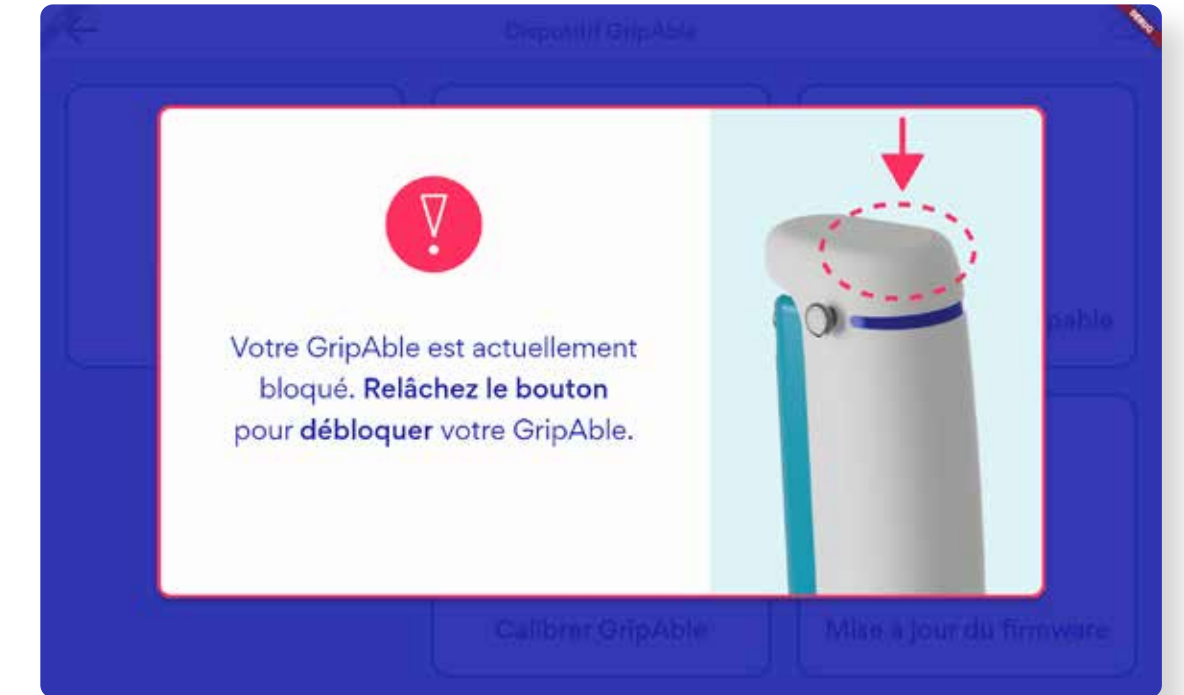 Dispositif GripAble
DEBUG
Votre GripAble est actuellement
bloqué. Relâchez le bouton
pour débloquer votre GripAble.
Calibrer GripAble
Mise à jour du firmware